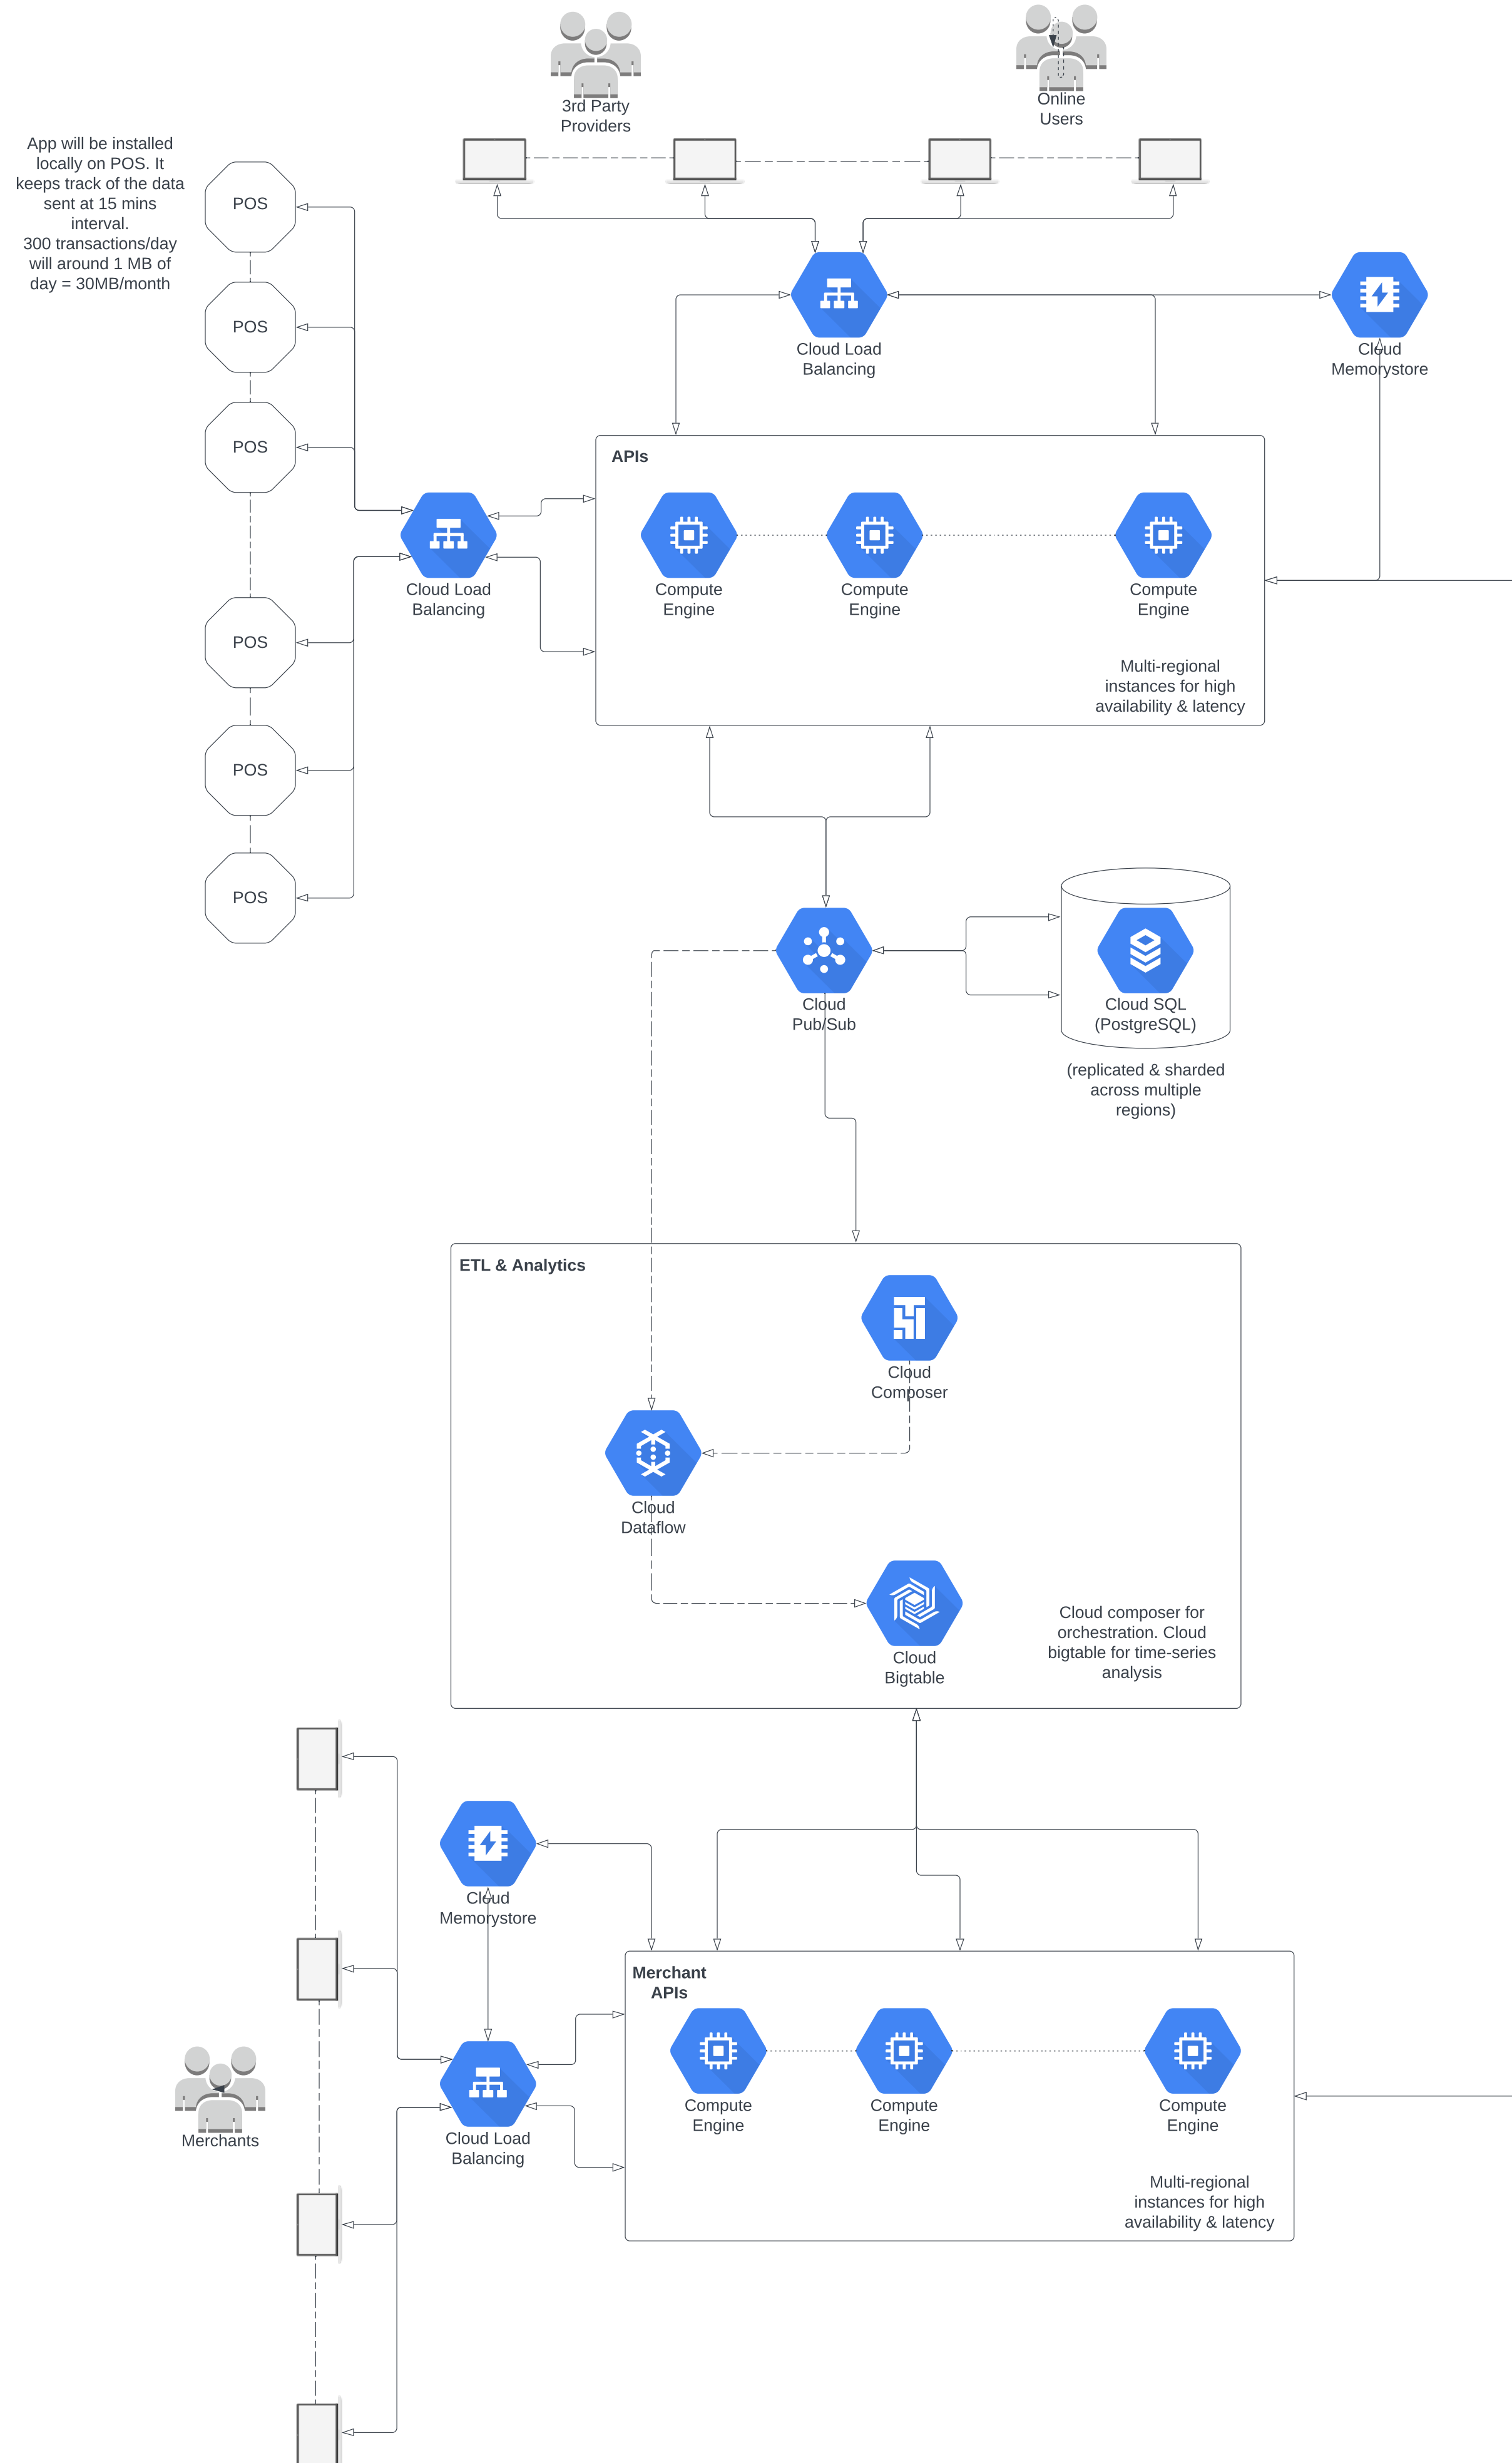 3rd Party
Providers
Online
Users
App will be installed
locally on POS. It
keeps track of the data
sent at 15 mins
interval.
300 transactions/day
will around 1 MB of
day = 30MB/month
POS
POS
POS
POS
POS
POS
Cloud Load
Balancing
Cloud
Memorystore
Cloud Load
Balancing
APIs
Compute
Engine
Compute
Engine
Compute
Engine
Multi-regional
instances for high
availability & latency
Cloud
Pub/Sub
Cloud SQL
(PostgreSQL)
(replicated & sharded
across multiple
regions)
ETL & Analytics
Cloud
Composer
Cloud
Dataflow
Cloud
Bigtable
Cloud composer for
orchestration. Cloud
bigtable for time-series
analysis
Cloud
Memorystore
Merchants
Cloud Load
Balancing
Merchant
APIs
Compute
Engine
Compute
Engine
Compute
Engine
Multi-regional
instances for high
availability & latency